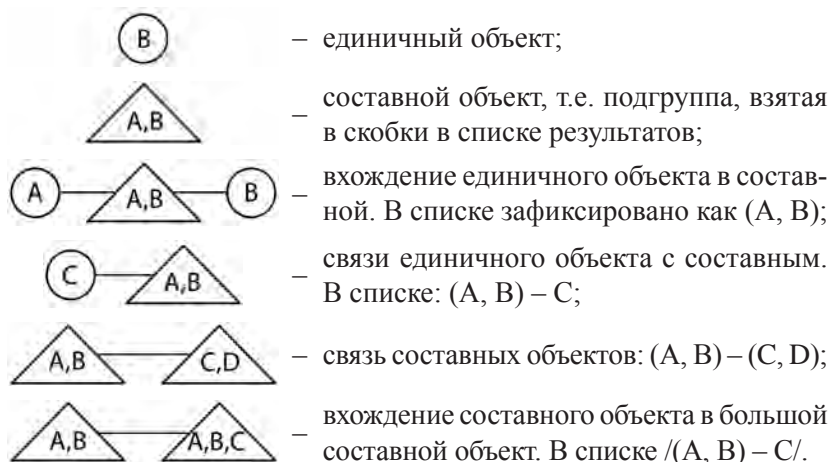 B – единичный объект;
A,B – составной объект, т.е. подгруппа, взятая
в скобки в списке результатов;
A A,B B – вхождение единичного объекта в состав-
ной. В списке зафиксировано как (A, B);
C A,B – связи единичного объекта с составным.
В списке: (A, B) – C;
A,B C,D – связь составных объектов: (A, B) – (C, D);
A,B A,B,C – вхождение составного объекта в большой
составной объект. В списке /(A, B) – C/.